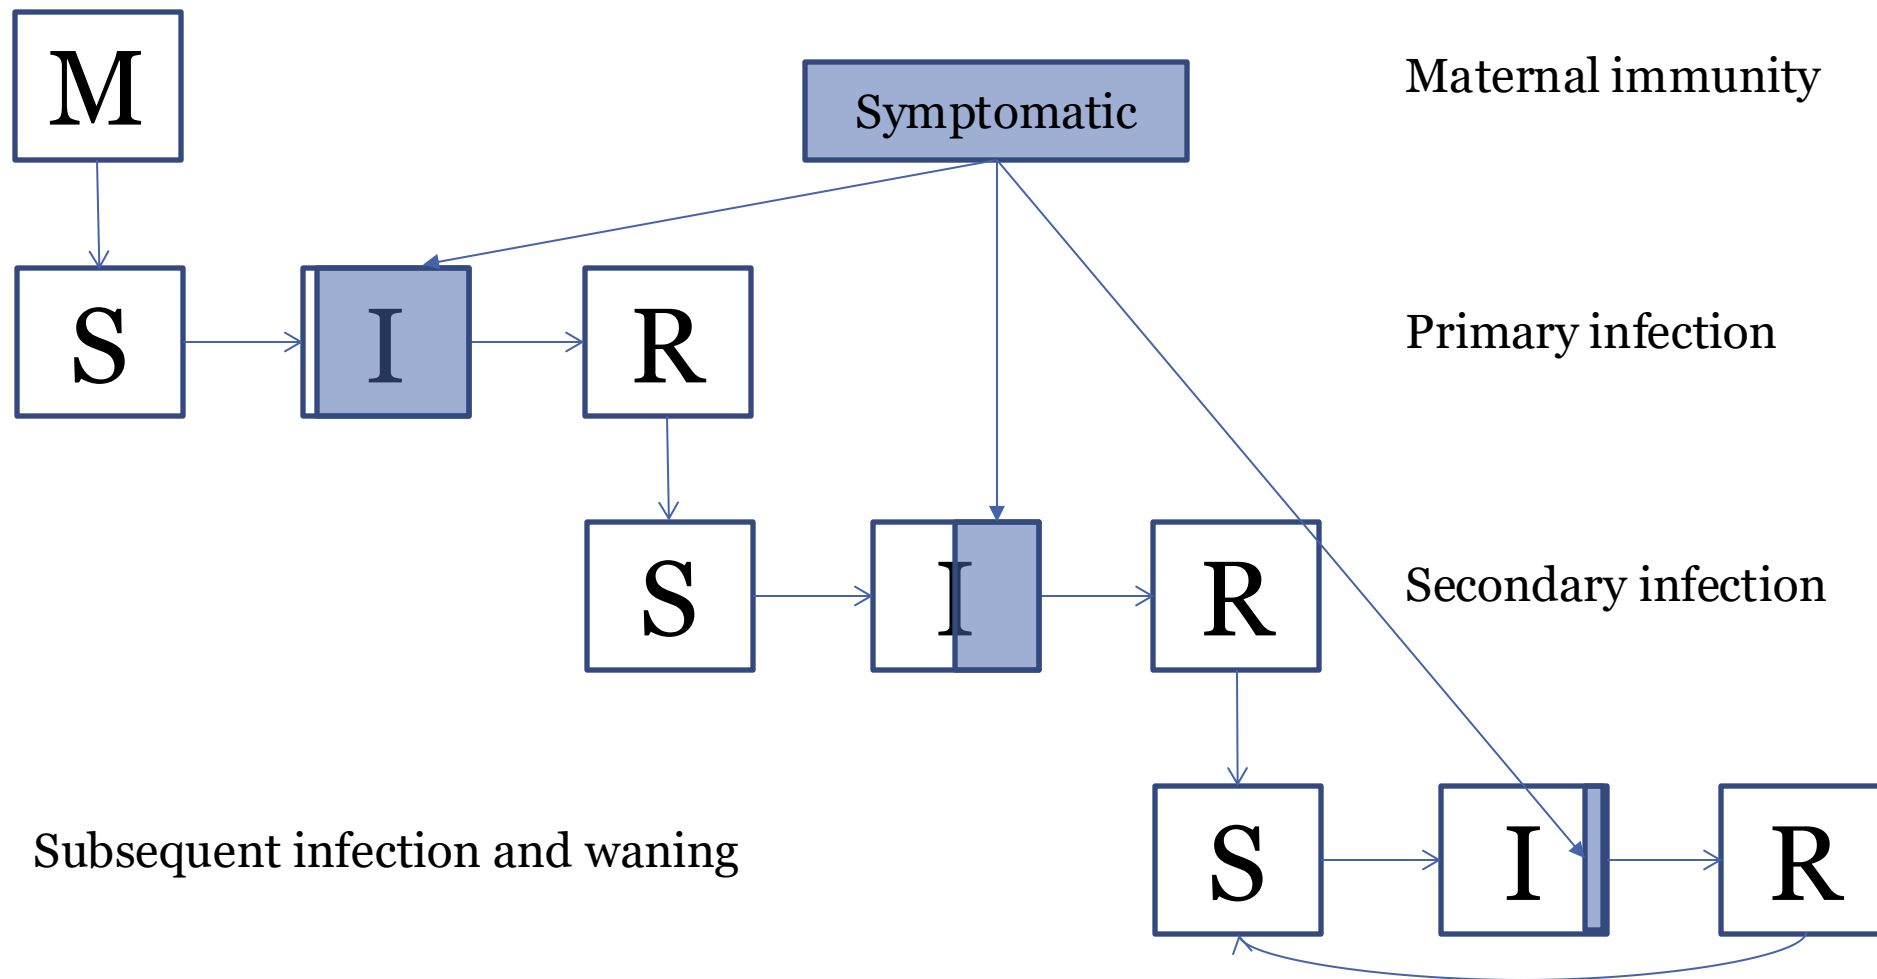 M
Symptomatic
Maternal immunity
S I R
Primary infection
S I R
Secondary infection
Subsequent infection and waning
S I R